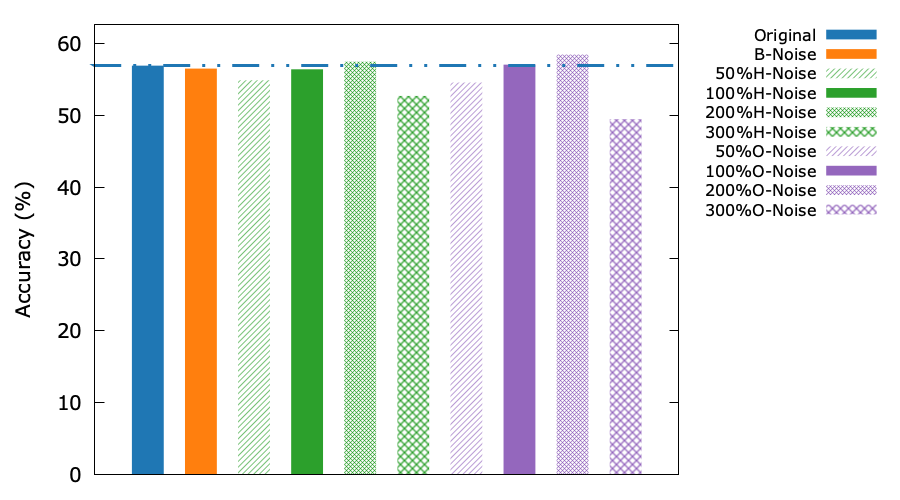 60
50
40
30
20
10
0
Accuracy (%)
Original
B-Noise
50%H-Noise
100%H-Noise
200%H-Noise
300%H-Noise
50%O-Noise
100%O-Noise
200%O-Noise
300%O-Noise